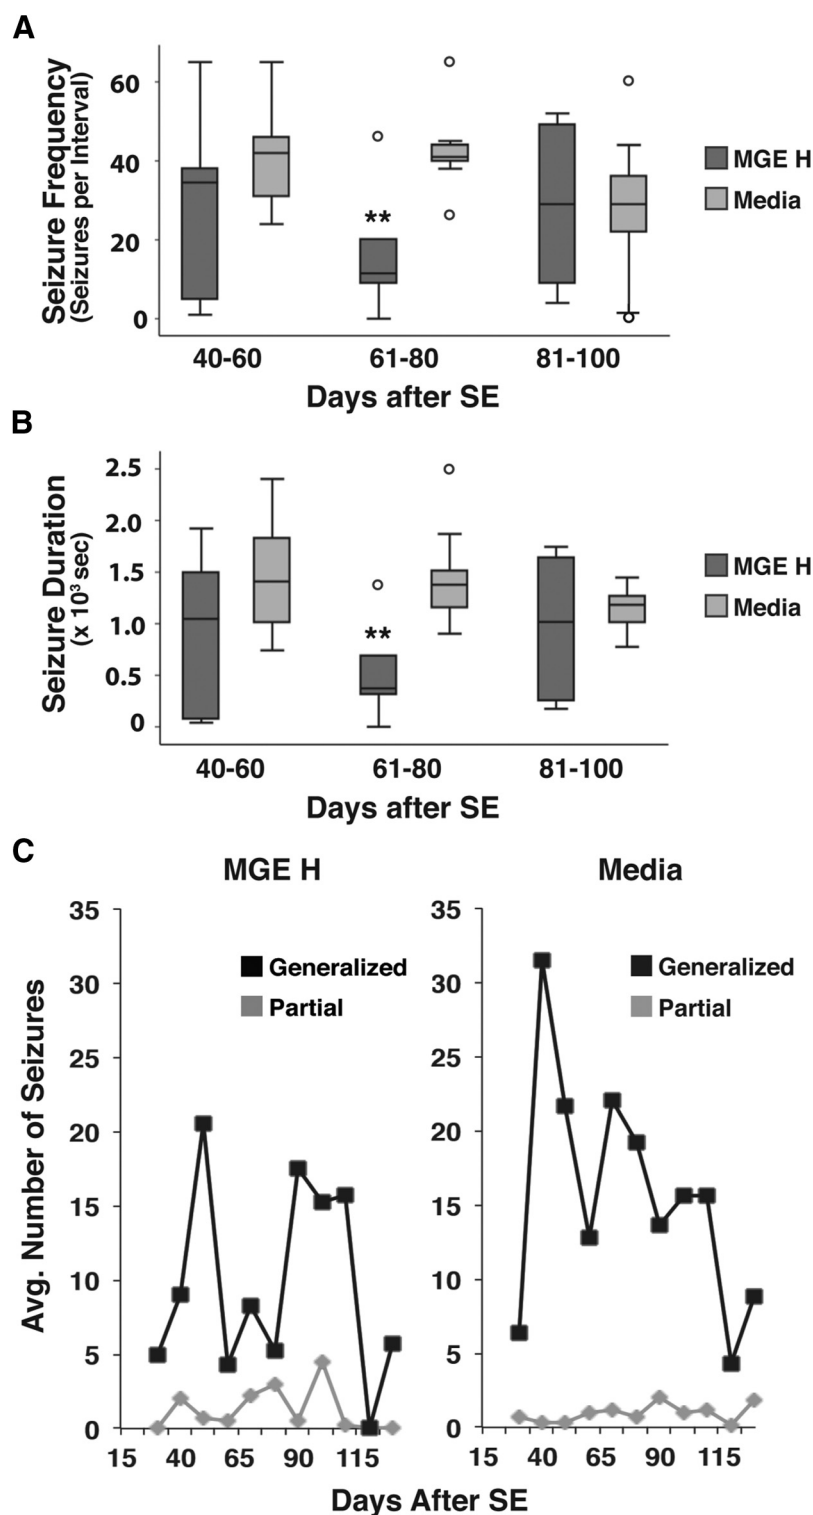 A
Seizure Frequency
(Seizures per Interval)
60
40
20
0
**
MGE H
Media
40-60
61-80
81-100
Days after SE
B
Seizure Duration
(x 10³ sec)
2.5
2.0
1.5
1.0
0.5
0
**
MGE H
Media
40-60
61-80
81-100
Days after SE
C
MGE H
Avg. Number of Seizures
35
30
25
20
15
10
5
0
Generalized
Partial
15 40 65 90 115
Media
35
30
25
20
15
10
5
0
Generalized
Partial
15 40 65 90 115
Days After SE